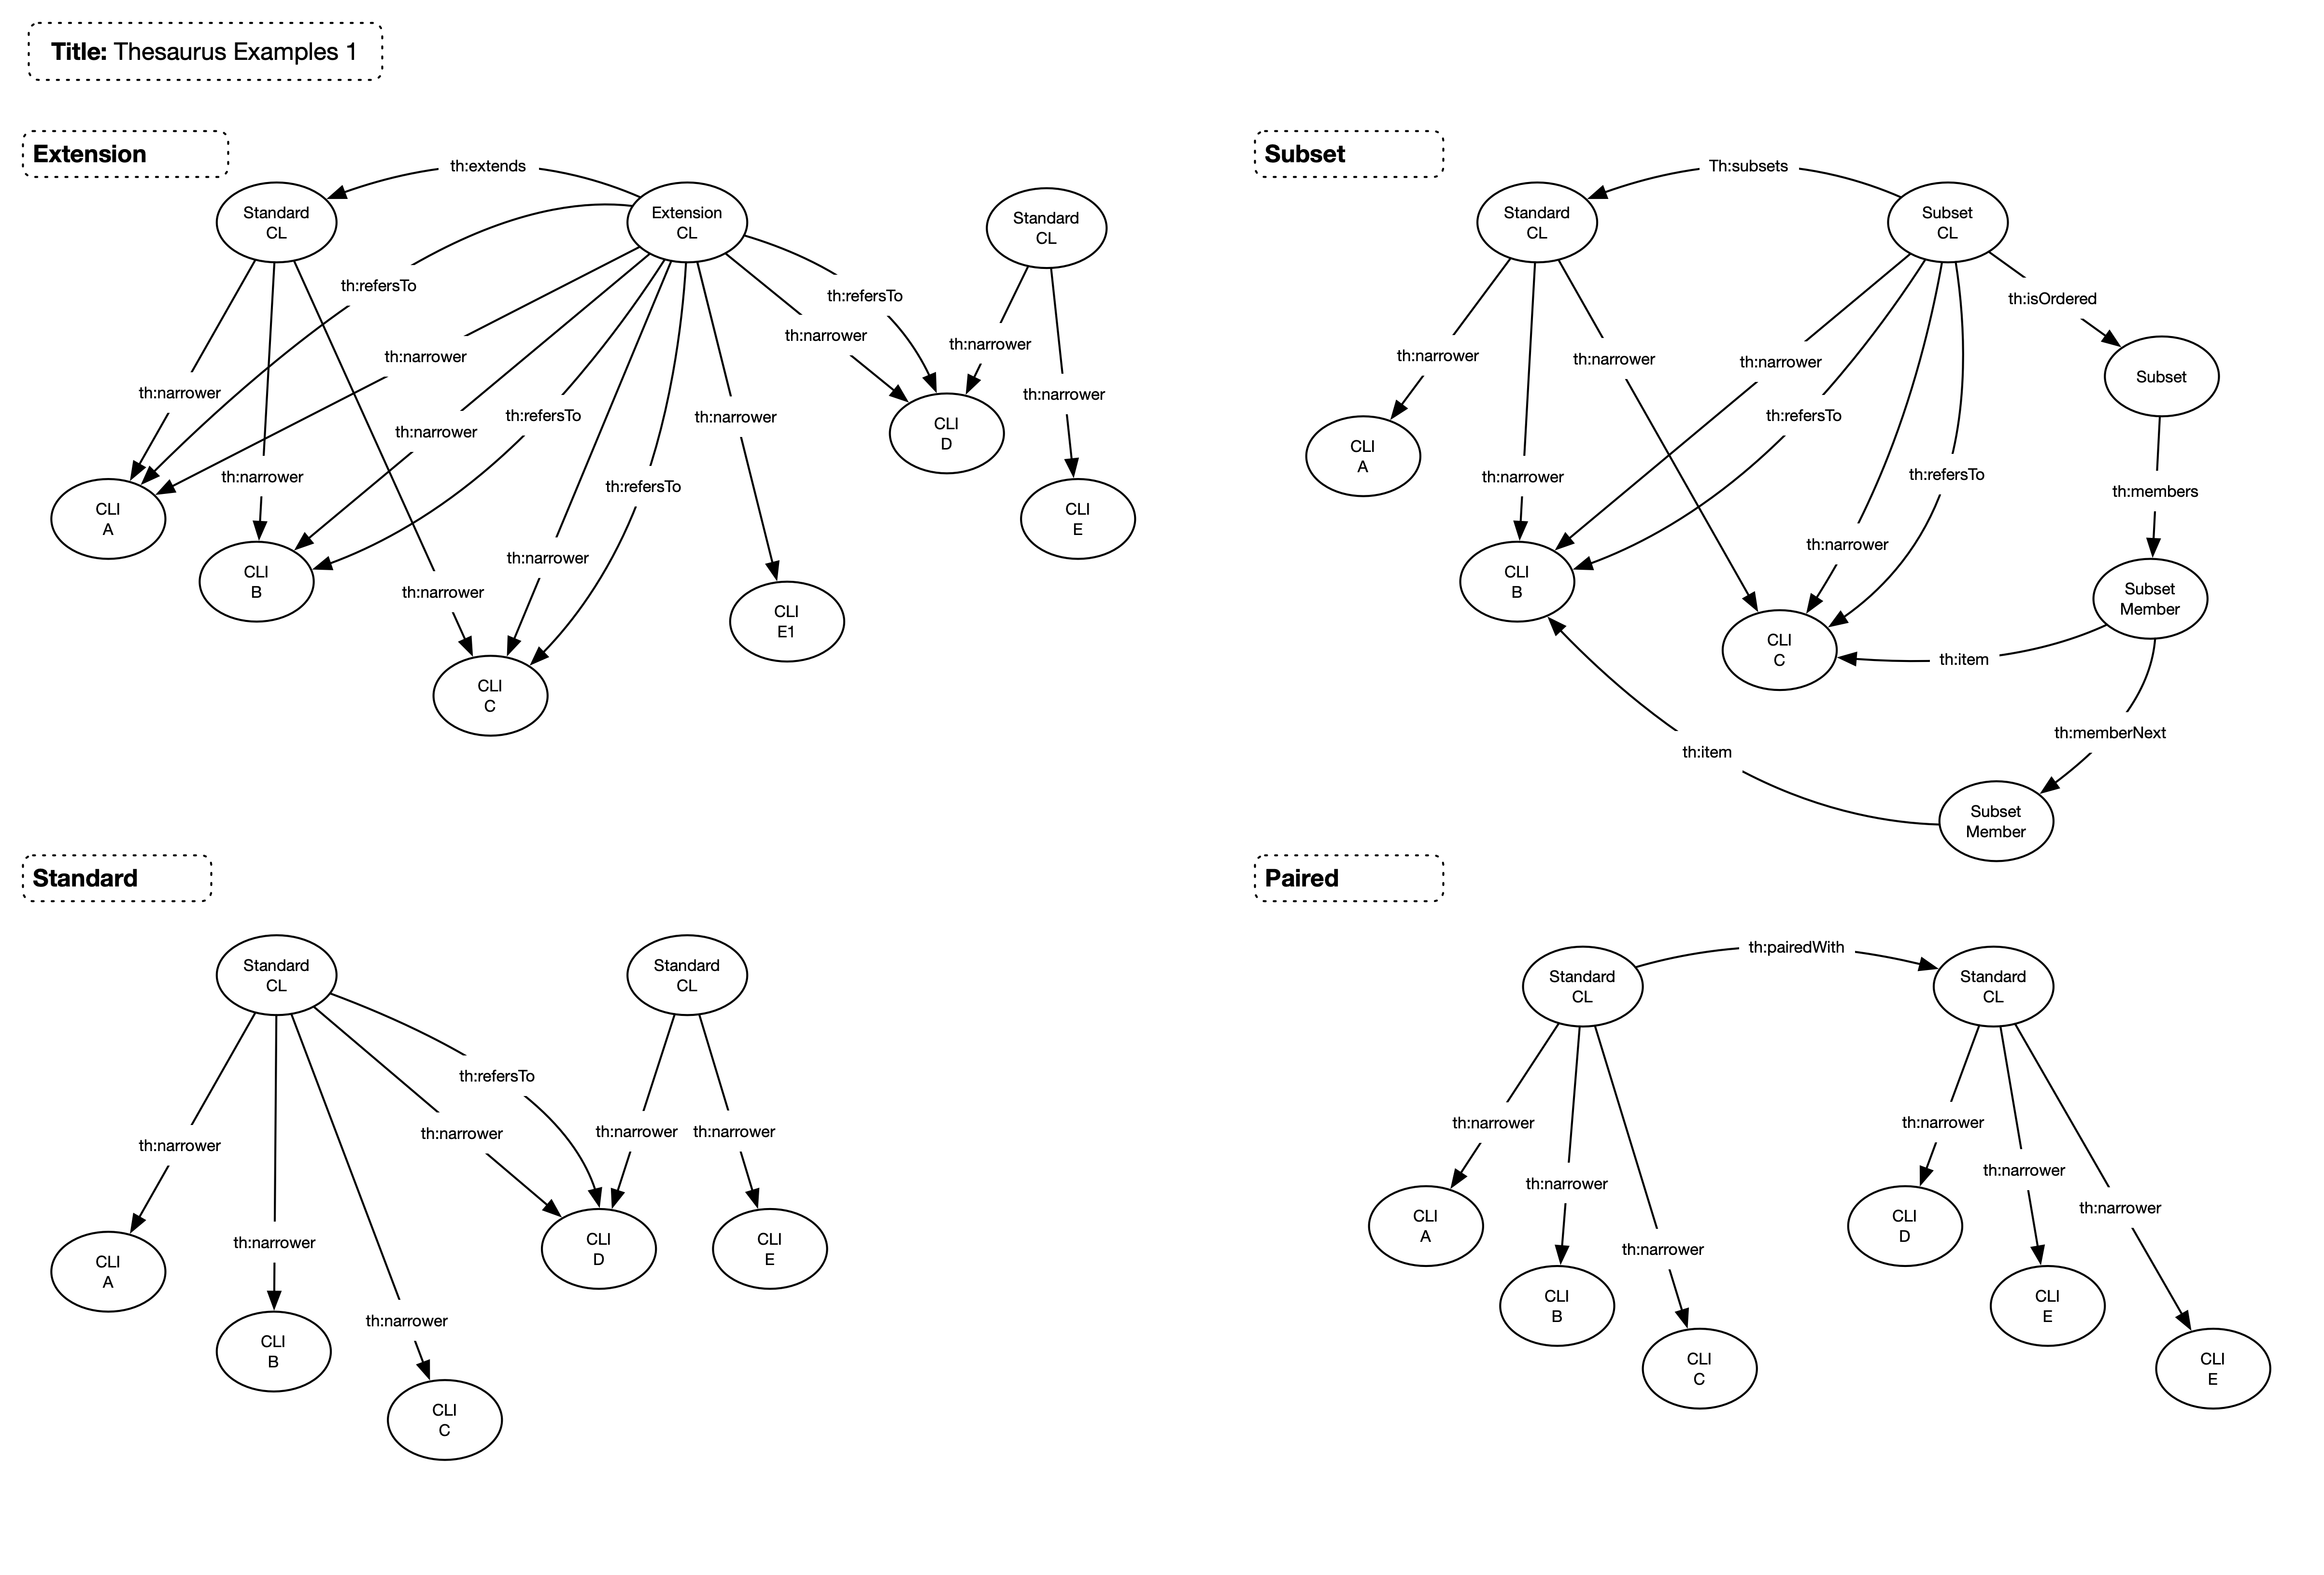 Title: Thesaurus Examples 1
Extension
th:extends
Standard
CL
Extension
CL
Standard
CL
th:refersTo
th:refersTo
th:narrower
th:narrower
th:narrower
th:narrower
th:narrower
th:refersTo
th:narrower
th:narrower
CLI
D
th:narrower
th:refersTo
CLI
A
CLI
E
th:narrower
CLI
B
th:narrower
CLI
E1
CLI
C
Subset
Th:subsets
Standard
CL
Subset
CL
th:isOrdered
th:narrower
th:narrower
th:narrower
Subset
th:refersTo
CLI
A
th:narrower
th:refersTo
th:members
th:narrower
CLI
B
Subset
Member
CLI
C
th:item
th:memberNext
th:item
Subset
Member
Standard
Standard
CL
Standard
CL
th:refersTo
th:narrower
th:narrower
th:narrower
th:narrower
th:narrower
CLI
A
CLI
D
CLI
E
th:narrower
CLI
B
CLI
C
Paired
th:pairedWith
Standard
CL
Standard
CL
th:narrower
th:narrower
th:narrower
th:narrower
th:narrower
CLI
A
CLI
D
th:narrower
CLI
B
CLI
E
CLI
C
CLI
E